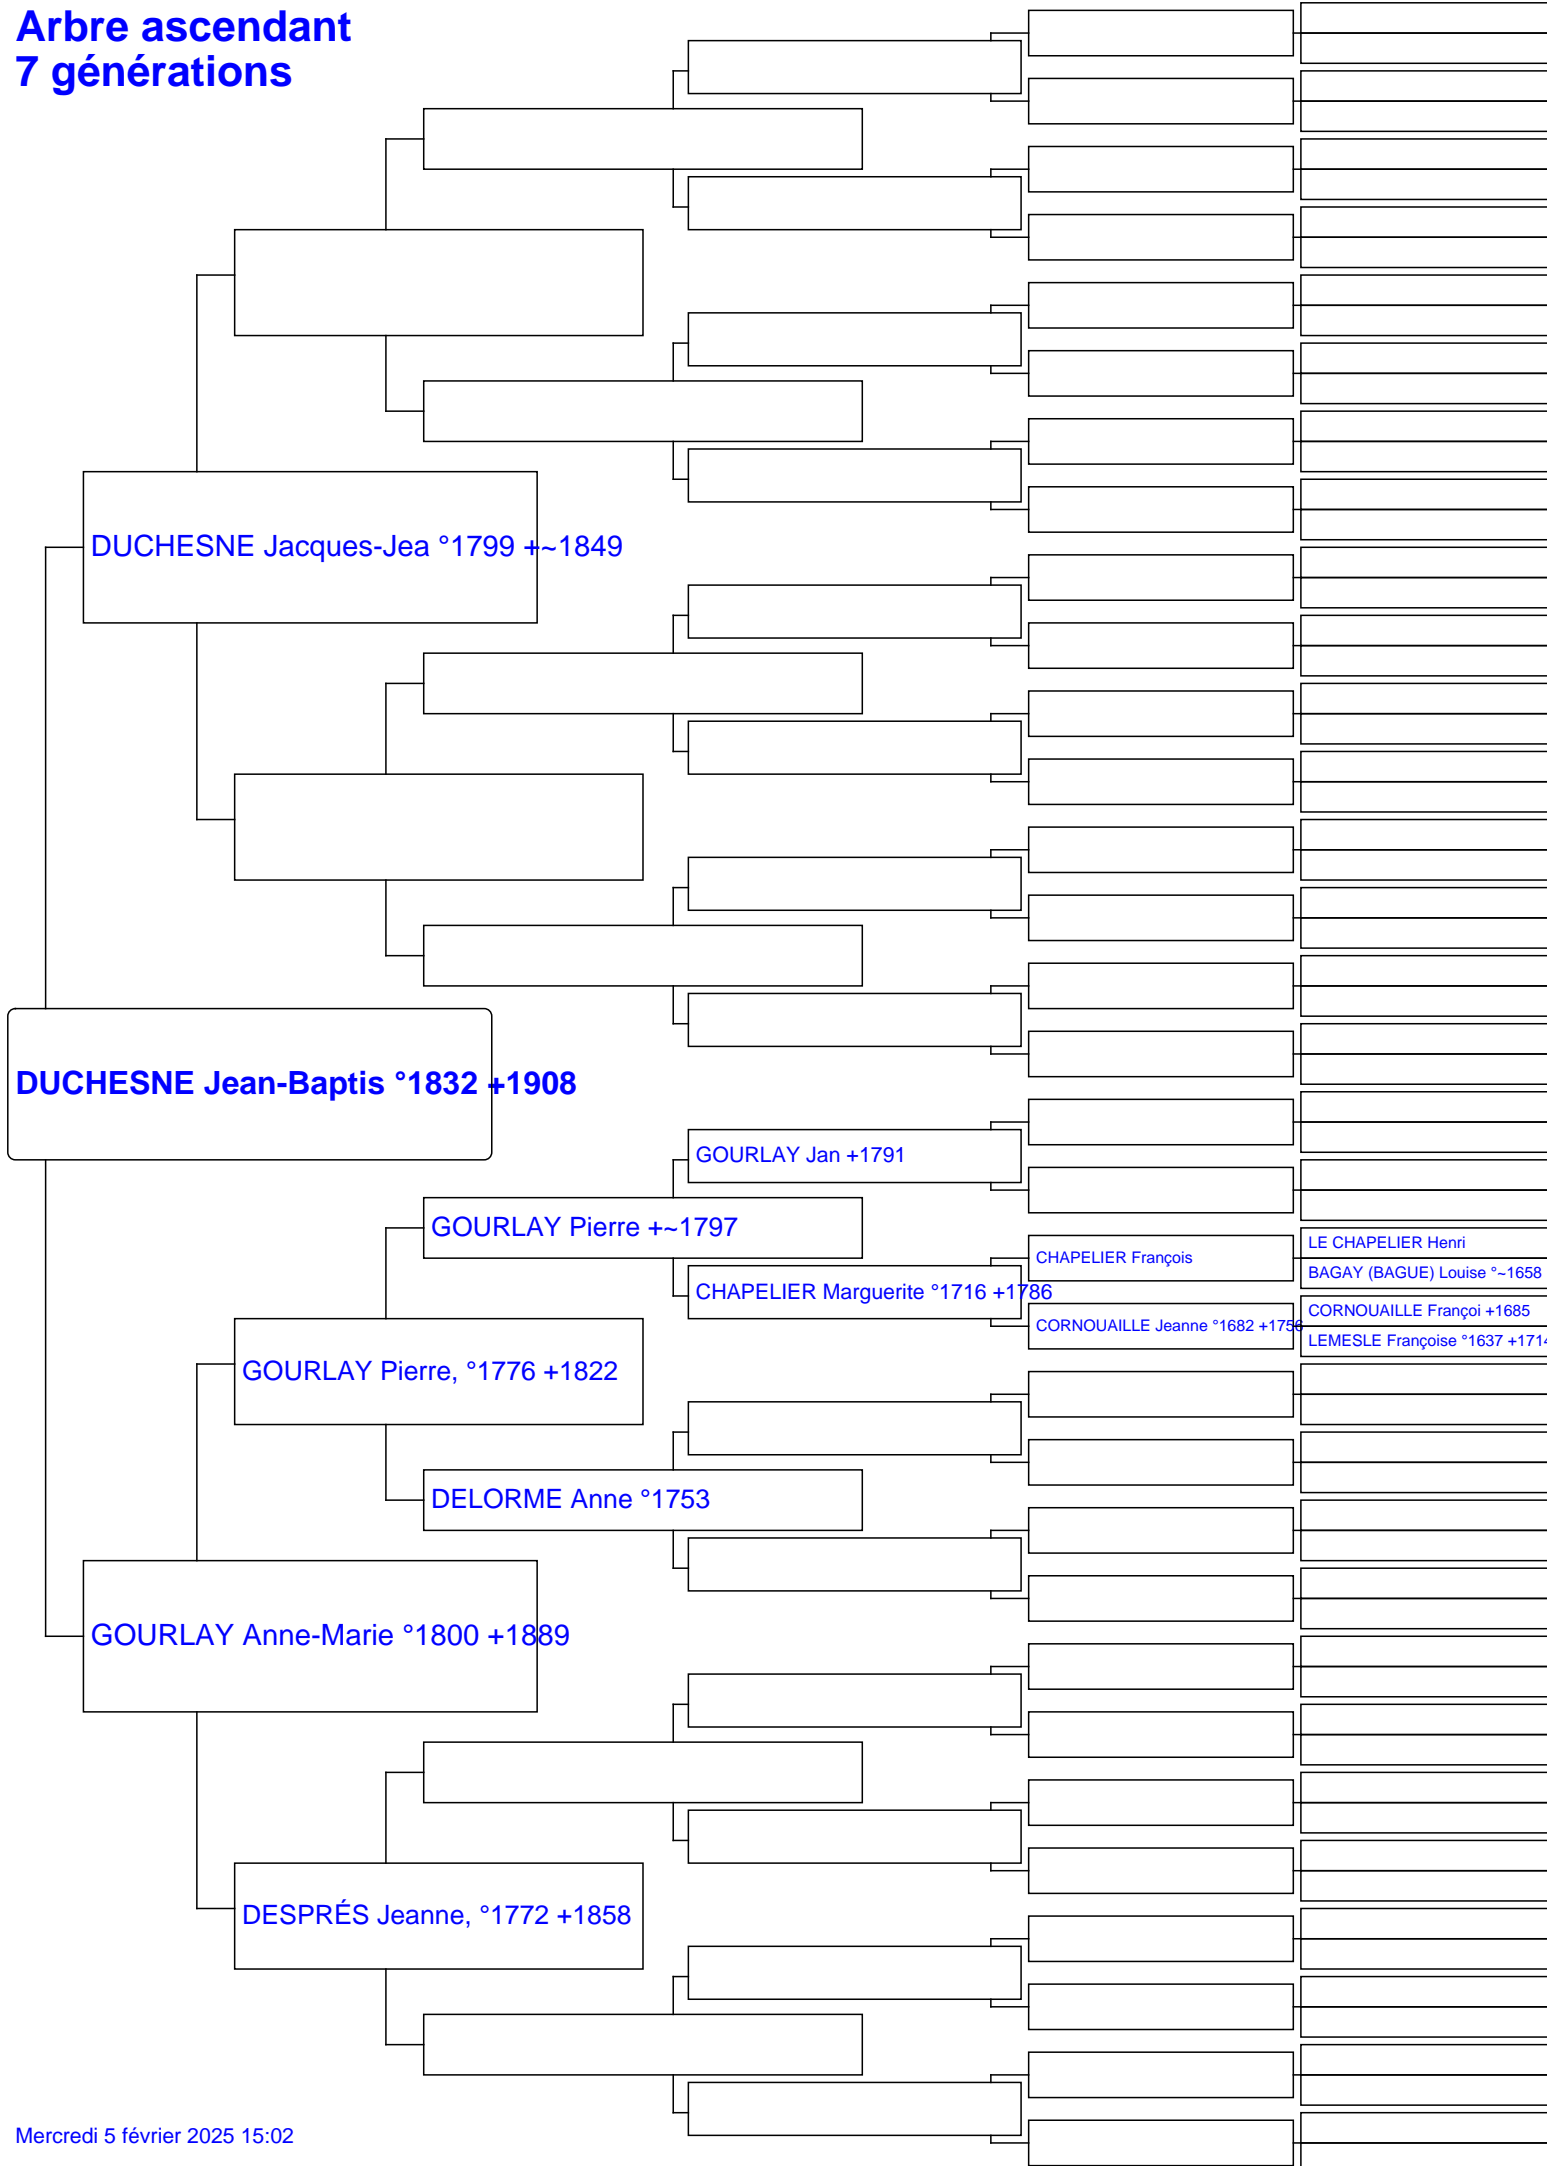 Arbre ascendant
7 générations
DUCHESNE Jacques-Jea °1799 +~1849
DUCHESNE Jean-Baptis °1832 +1908
GOURLAY Jan +1791
GOURLAY Pierre +~1797
CHAPELIER François
LE CHAPELIER Henri
BAGAY (BAGUE) Louise °~1658
CHAPELIER Marguerite °1716 +1786
CORNOUAILLE Jeanne °1682 +1756
CORNOUAILLE Françoi +1685
LEMESLE Françoise °1637 +1714
GOURLAY Pierre, °1776 +1822
DELORME Anne °1753
GOURLAY Anne-Marie °1800 +1889
DESPRÉS Jeanne, °1772 +1858
Mercredi 5 février 2025 15:02